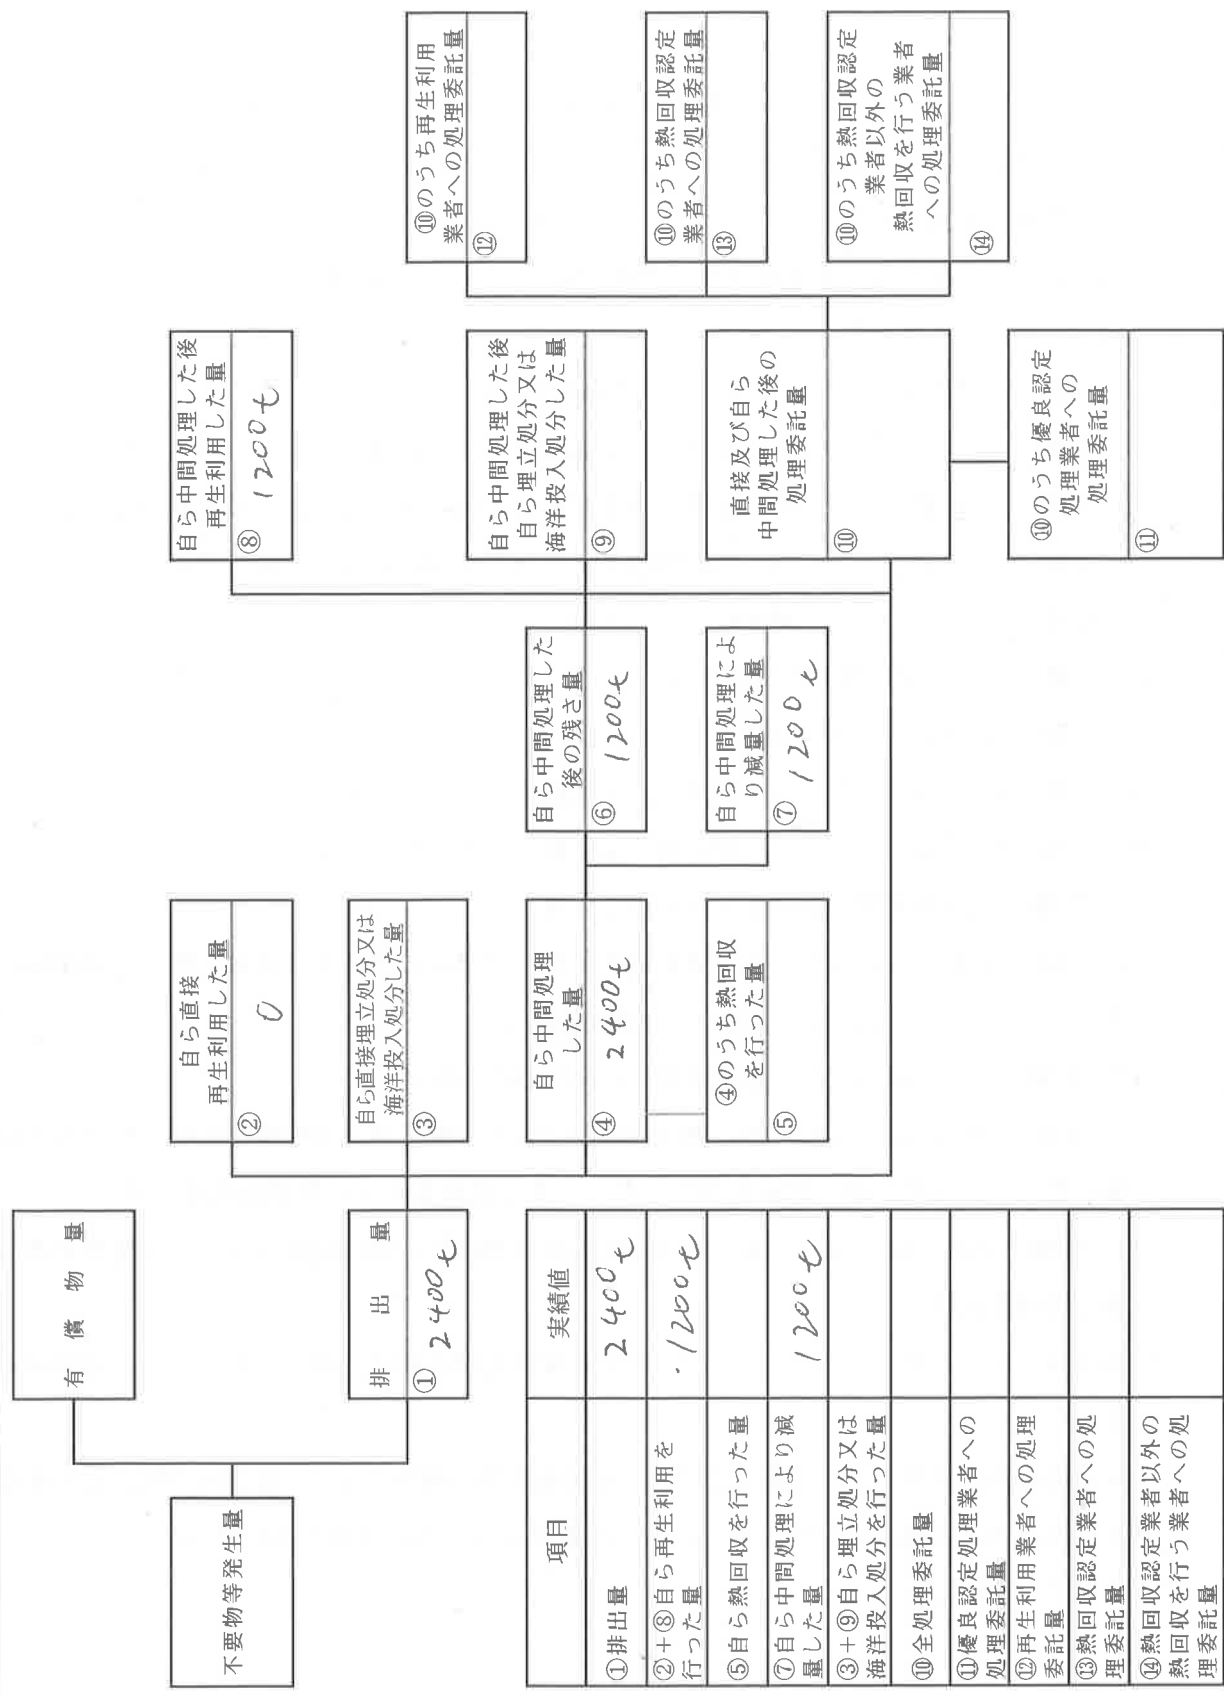 不要物等発生量
有償物量
排出量
① 2400t
自ら直接
再生利用した量
② 0
自ら直接埋立処分又は
海洋投入処分した量
③
自ら中間処理
した量
④ 2400t
④のうち熱回収
を行った量
⑤
自ら中間処理した
後の残さ量
⑥ 1200t
自ら中間処理によ
り減量した量
⑦ 1200t
自ら中間処理した後
再生利用した量
⑧ 1200t
自ら中間処理した後
自ら埋立処分又は
海洋投入処分した量
⑨
直接及び自ら
中間処理した後の
処理委託量
⑩
⑩のうち優良認定
処理業者への
処理委託量
⑪
⑩のうち再生利用
業者への処理委託量
⑫
⑩のうち熱回収認定
業者への処理委託量
⑬
⑩のうち熱回収認定
業者以外の
熱回収を行う業者
への処理委託量
⑭
項目 実績値
①排出量 2400t
②+⑧自ら再生利用を
行った量 1200t
⑤自ら熱回収を行った量
⑦自ら中間処理により減
量した量 1200t
③+⑨自ら埋立処分又は
海洋投入処分を行った量
⑩全処理委託量
⑪優良認定処理業者への
処理委託量
⑫再生利用業者への処理
委託量
⑬熱回収認定業者への処
理委託量
⑭熱回収認定業者以外の
熱回収を行う業者への処
理委託量